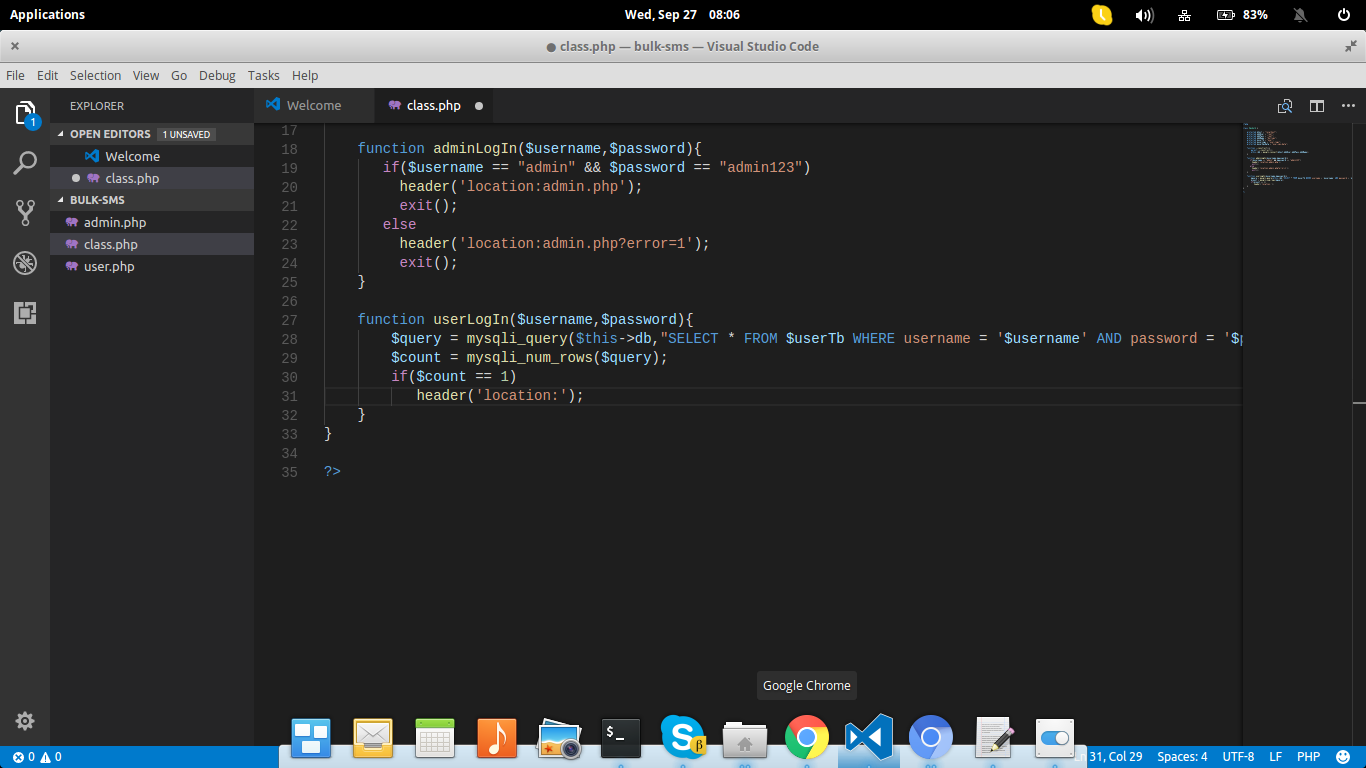 Applications
Wed, Sep 27 08:06
83%
● class.php — bulk-sms — Visual Studio Code
File Edit Selection View Go Debug Tasks Help
EXPLORER
Welcome
class.php
1
OPEN EDITORS 1 UNSAVED
Welcome
class.php
BULK-SMS
admin.php
class.php
user.php
17
18 function adminLogIn($username,$password){
19 if($username == "admin" && $password == "admin123")
20 header('location:admin.php');
21 exit();
22 else
23 header('location:admin.php?error=1');
24 exit();
25 }
26
27 function userLogIn($username,$password){
28 $query = mysqli_query($this->db,"SELECT * FROM $userTb WHERE username = '$username' AND password = '$
29 $count = mysqli_num_rows($query);
30 if($count == 1)
31 header('location:');
32 }
33 }
34
35 ?>
Google Chrome
$_
S
β
0 0
31, Col 29 Spaces: 4 UTF-8 LF PHP